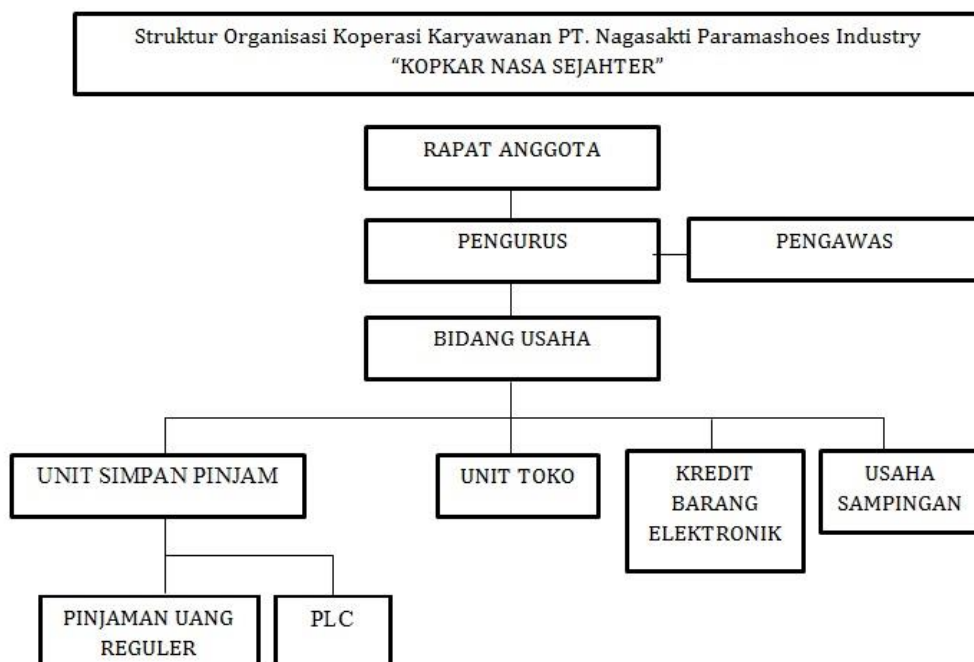 Struktur Organisasi Koperasi Karyawanan PT. Nagasakti Paramashoes Industry
“KOPKAR NASA SEJAHTER”
RAPAT ANGGOTA
PENGURUS
PENGAWAS
BIDANG USAHA
UNIT SIMPAN PINJAM
UNIT TOKO
KREDIT
BARANG
ELEKTRONIK
USAHA
SAMPINGAN
PINJAMAN UANG
REGULER
PLC